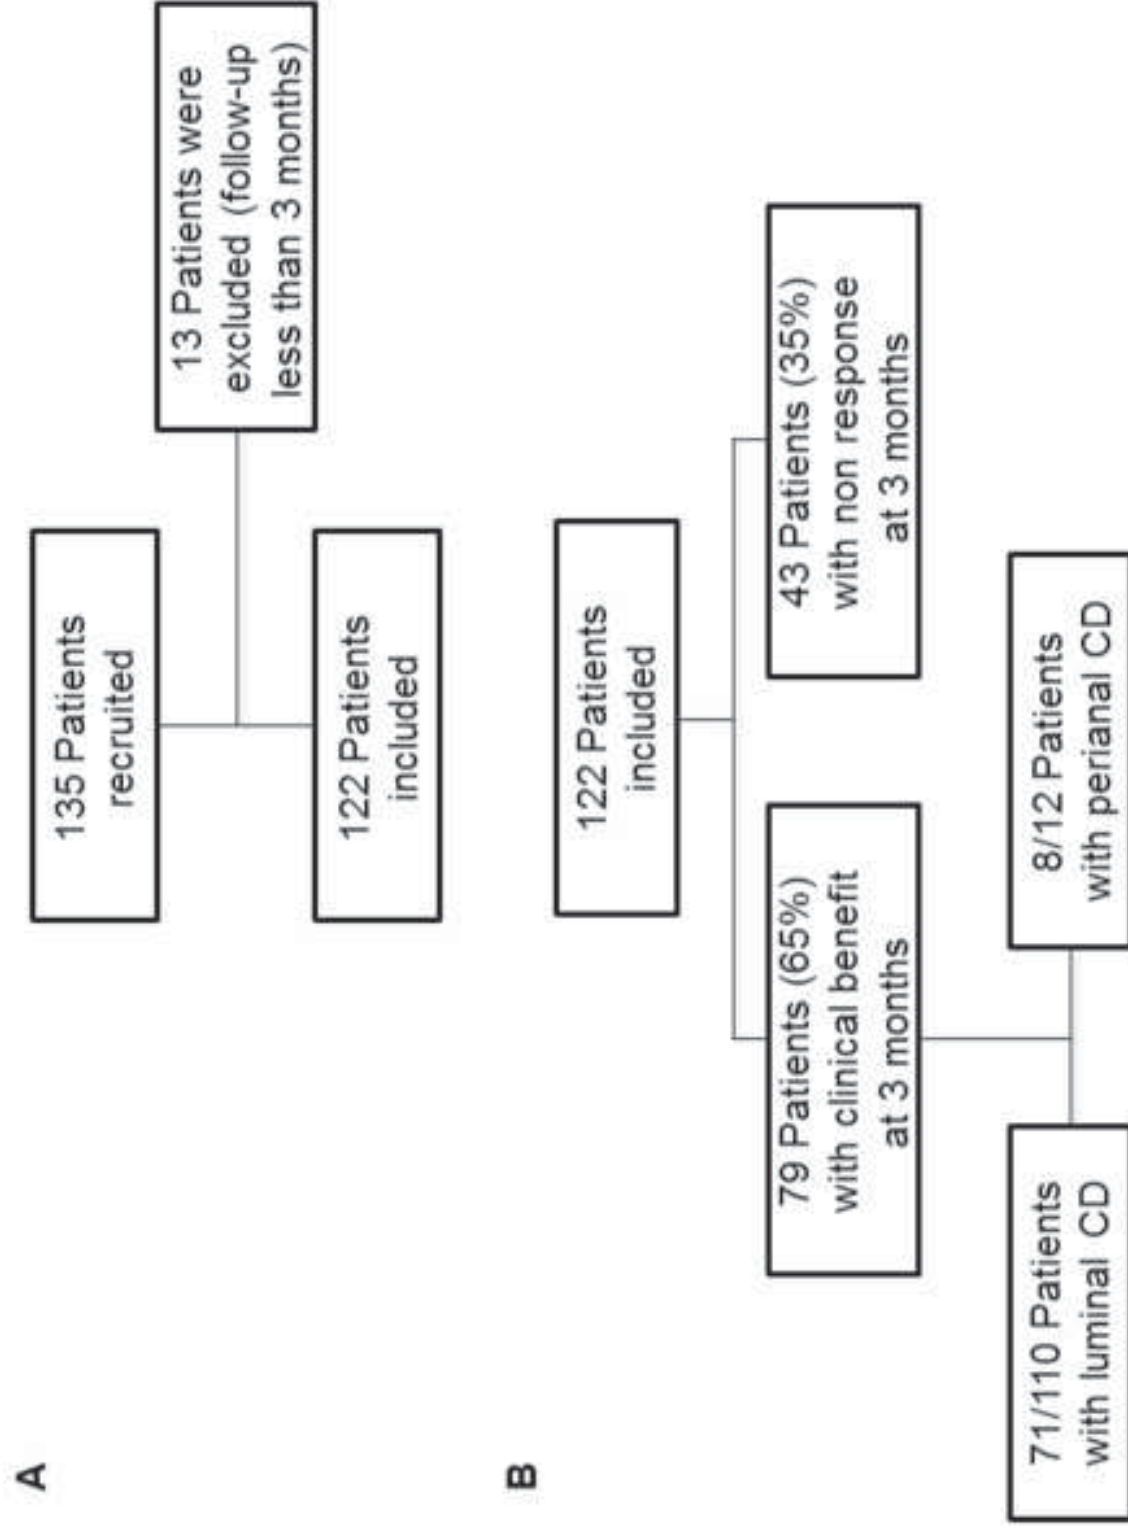 A
135 Patients
recruited
13 Patients were
excluded (follow-up
less than 3 months)
122 Patients
included
B
122 Patients
included
79 Patients (65%)
with clinical benefit
at 3 months
43 Patients (35%)
with non response
at 3 months
71/110 Patients
with luminal CD
8/12 Patients
with perianal CD